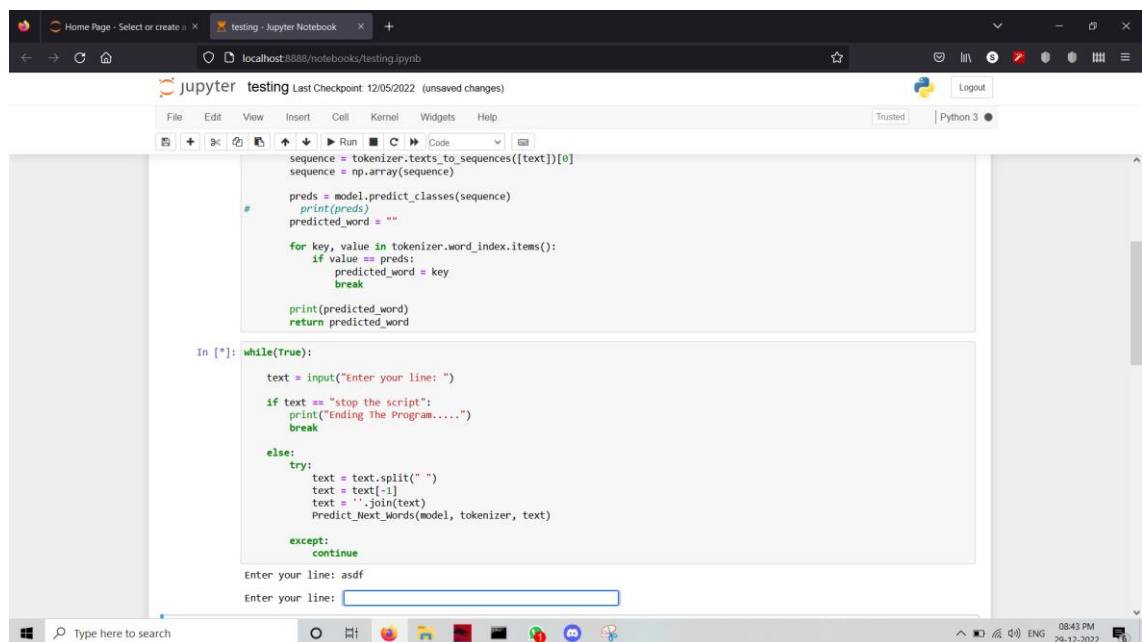 Home Page - Select or create a
testing - Jupyter Notebook
localhost:8888/notebooks/testing.ipynb
jupyter testing Last Checkpoint: 12/05/2022 (unsaved changes)
Logout
File Edit View Insert Cell Kernel Widgets Help
Trusted Python 3
Run Code
sequence = tokenizer.texts_to_sequences([text])[0]
sequence = np.array(sequence)
preds = model.predict_classes(sequence)
# print(preds)
predicted_word = ""
for key, value in tokenizer.word_index.items():
if value == preds:
predicted_word = key
break
print(predicted_word)
return predicted_word
In [*]: while(True):
text = input("Enter your line: ")
if text == "stop the script":
print("Ending The Program.....")
break
else:
try:
text = text.split(" ")
text = text[-1]
text = ''.join(text)
Predict_Next_Words(model, tokenizer, text)
except:
continue
Enter your line: asdf
Enter your line:
Type here to search
ENG
08:43 PM
29-12-2022